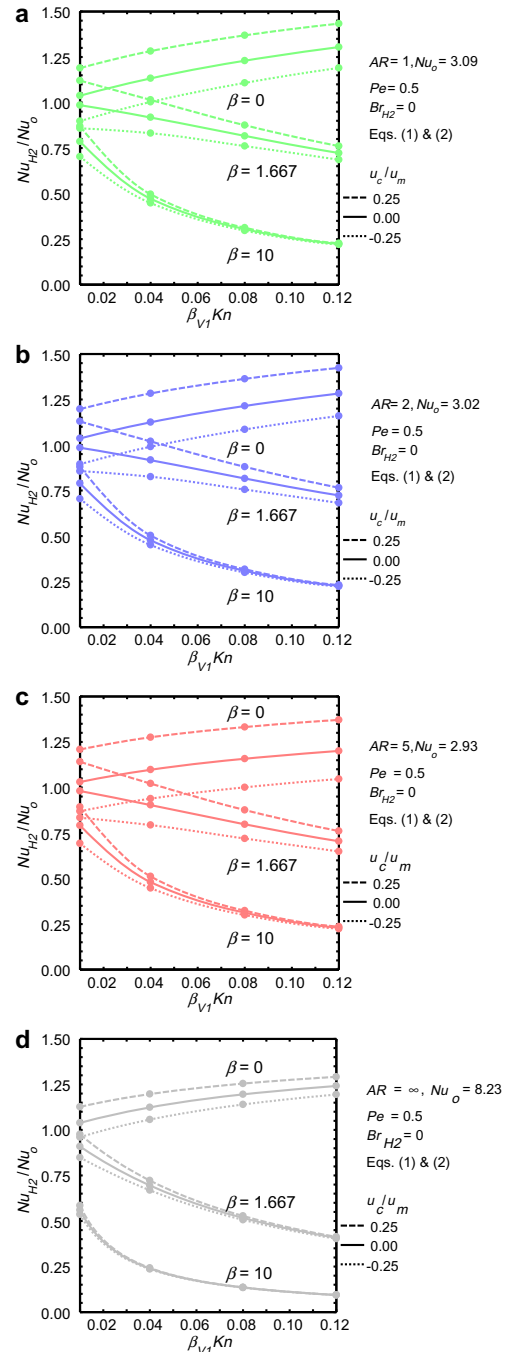 a
1.50
1.25
1.00
0.75
0.50
0.25
0.00
Nu_H2/Nu_o
β = 0
β = 1.667
β = 10
0.02 0.04 0.06 0.08 0.10 0.12
β_V1Kn
AR = 1, Nu_o = 3.09
Pe = 0.5
Br_H2 = 0
Eqs. (1) & (2)
u_c/u_m
0.25
0.00
-0.25
b
1.50
1.25
1.00
0.75
0.50
0.25
0.00
Nu_H2/Nu_o
β = 0
β = 1.667
β = 10
0.02 0.04 0.06 0.08 0.10 0.12
β_V1Kn
AR = 2, Nu_o = 3.02
Pe = 0.5
Br_H2 = 0
Eqs. (1) & (2)
u_c/u_m
0.25
0.00
-0.25
c
1.50
1.25
1.00
0.75
0.50
0.25
0.00
Nu_H2/Nu_o
β = 0
β = 1.667
β = 10
0.02 0.04 0.06 0.08 0.10 0.12
β_V1Kn
AR = 5, Nu_o = 2.93
Pe = 0.5
Br_H2 = 0
Eqs. (1) & (2)
u_c/u_m
0.25
0.00
-0.25
d
1.50
1.25
1.00
0.75
0.50
0.25
0.00
Nu_H2/Nu_o
β = 0
β = 1.667
β = 10
0.02 0.04 0.06 0.08 0.10 0.12
β_V1Kn
AR = ∞, Nu_o = 8.23
Pe = 0.5
Br_H2 = 0
Eqs. (1) & (2)
u_c/u_m
0.25
0.00
-0.25